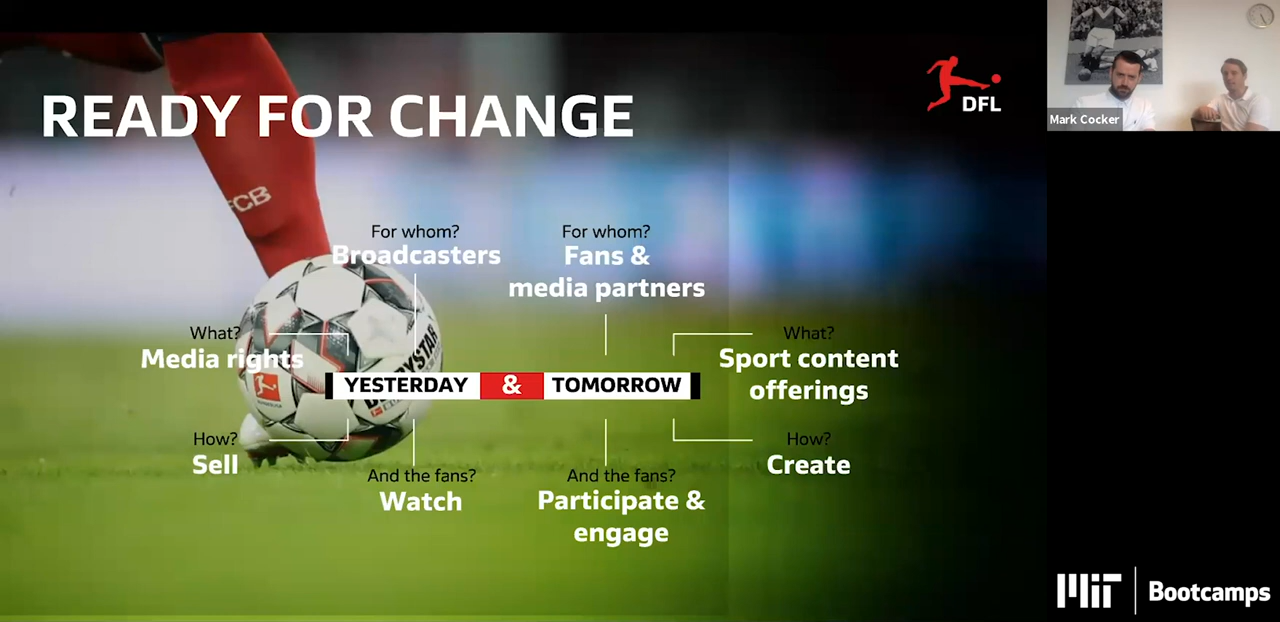 READY FOR CHANGE
DFL
Mark Cocker
FCB
For whom?
Broadcasters
For whom?
Fans &
media partners
What?
Media rights
What?
Sport content
offerings
YESTERDAY & TOMORROW
How?
Sell
How?
Create
And the fans?
Watch
And the fans?
Participate &
engage
MIT Bootcamps